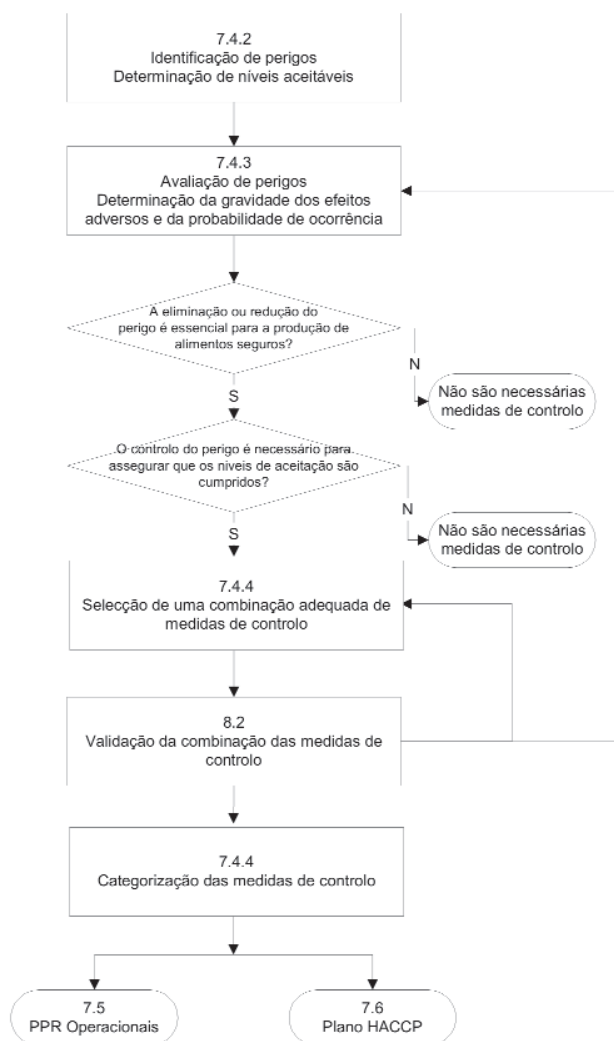 7.4.2
Identificação de perigos
Determinação de níveis aceitáveis
7.4.3
Avaliação de perigos
Determinação da gravidade dos efeitos
adversos e da probabilidade de ocorrência
A eliminação ou redução do
perigo é essencial para a produção de
alimentos seguros?
N
Não são necessárias
medidas de controlo
S
O controlo do perigo é necessário para
assegurar que os niveis de aceitação são
cumpridos?
N
Não são necessárias
medidas de controlo
S
7.4.4
Selecção de uma combinação adequada de
medidas de controlo
8.2
Validação da combinação das medidas de
controlo
7.4.4
Categorização das medidas de controlo
7.5
PPR Operacionais
7.6
Plano HACCP